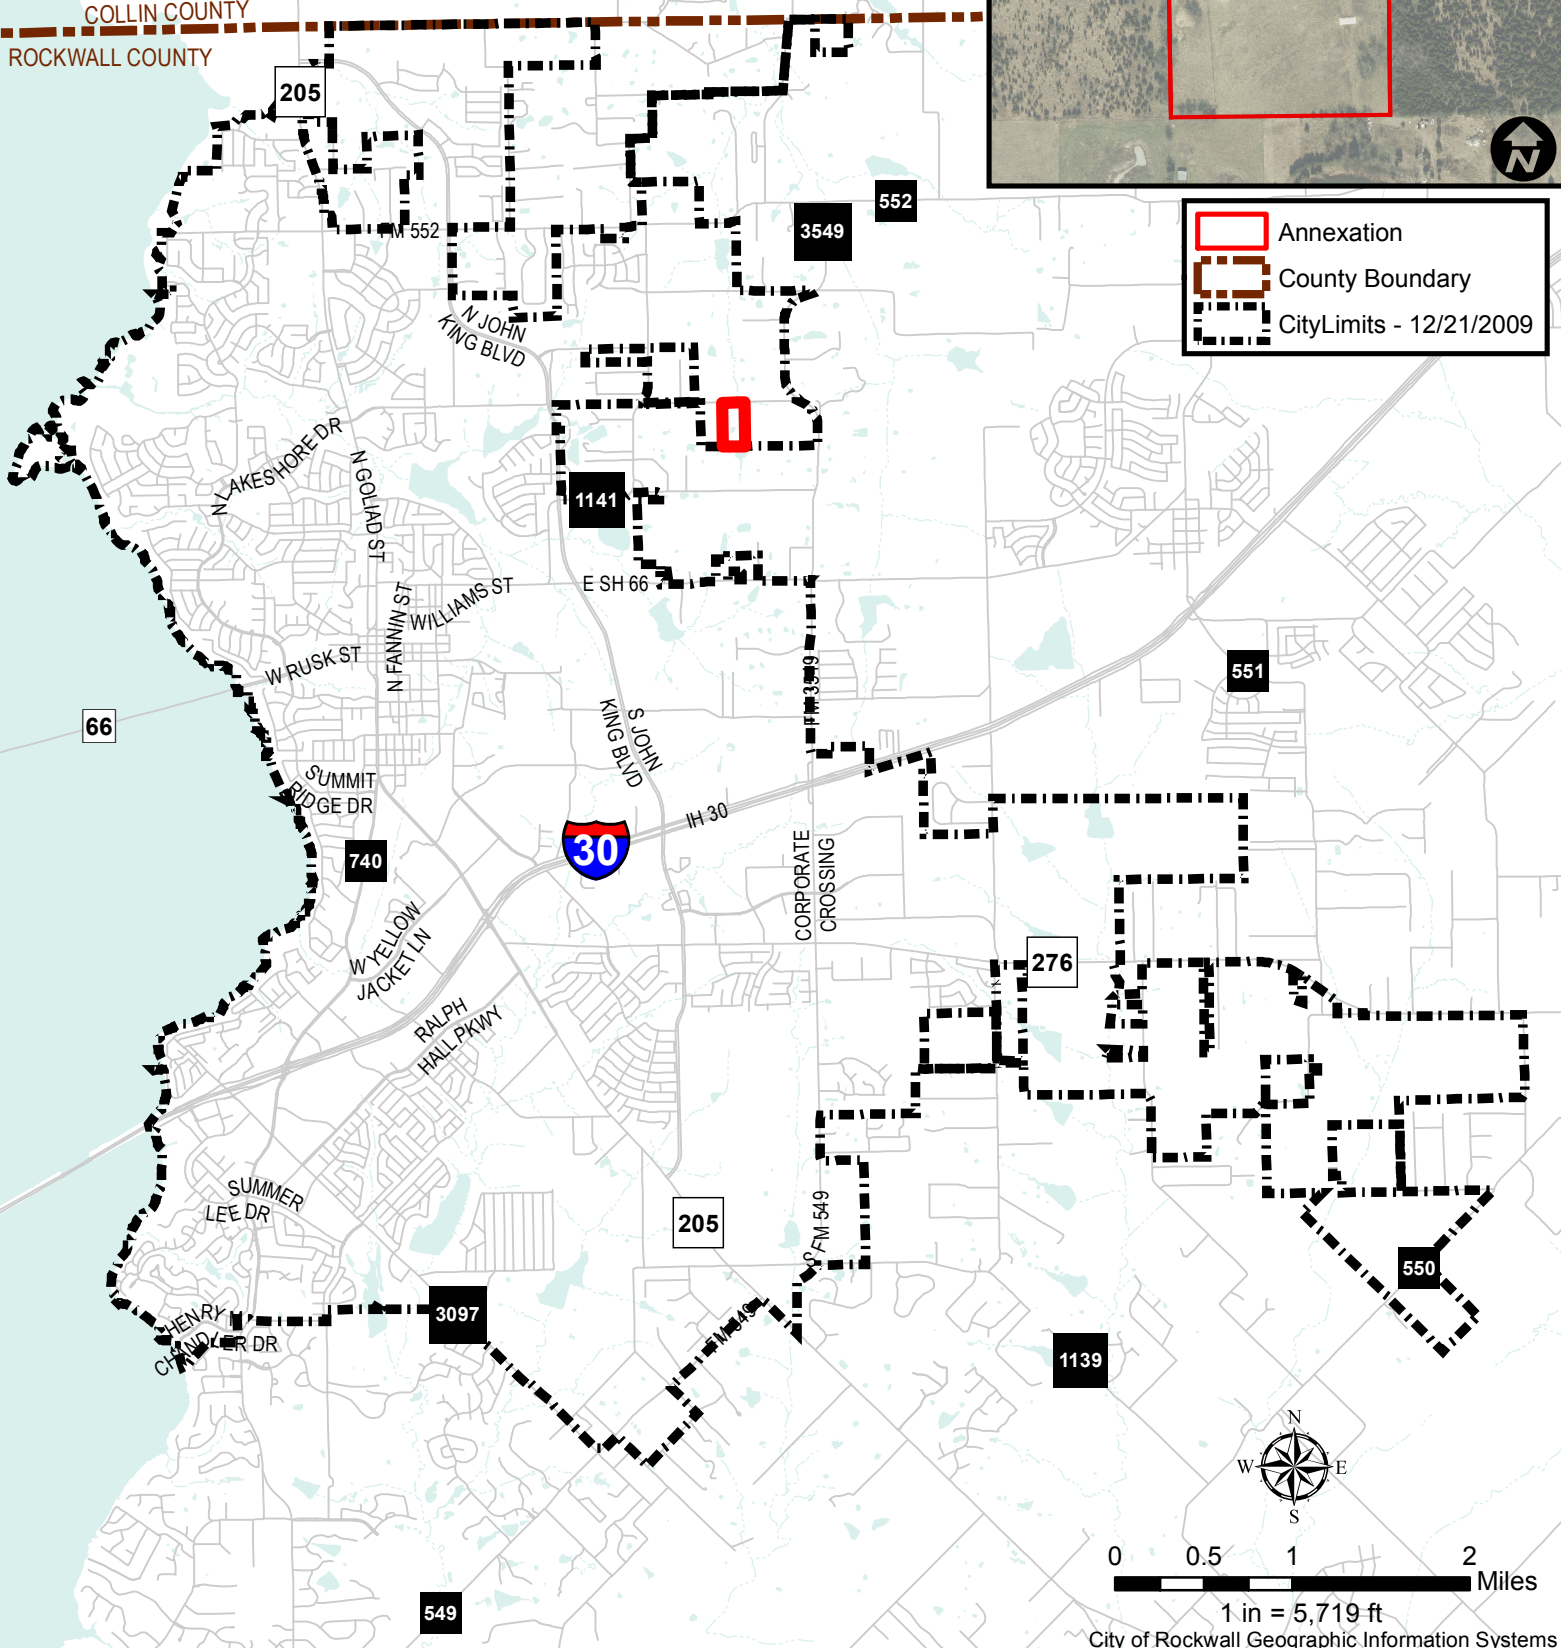 COLLIN COUNTY
ROCKWALL COUNTY
205
N
552
3549
Annexation
County Boundary
CityLimits - 12/21/2009
FM 552
N JOHN
KING BLVD
N LAKESHORE DR
N GOLIAD ST
1141
E SH 66
WILLIAMS ST
N FANNIN ST
W RUSK ST
FM 3549
551
66
S JOHN
KING BLVD
SUMMIT
RIDGE DR
IH 30
30
740
CORPORATE
CROSSING
W YELLOW
JACKET LN
276
RALPH
HALL PKWY
SUMMER
LEE DR
205
S FM 549
550
3097
HENRY M
CHANDLER DR
FM 549
1139
N
W E
S
0 0.5 1 2
Miles
1 in = 5,719 ft
549
City of Rockwall Geographic Information Systems